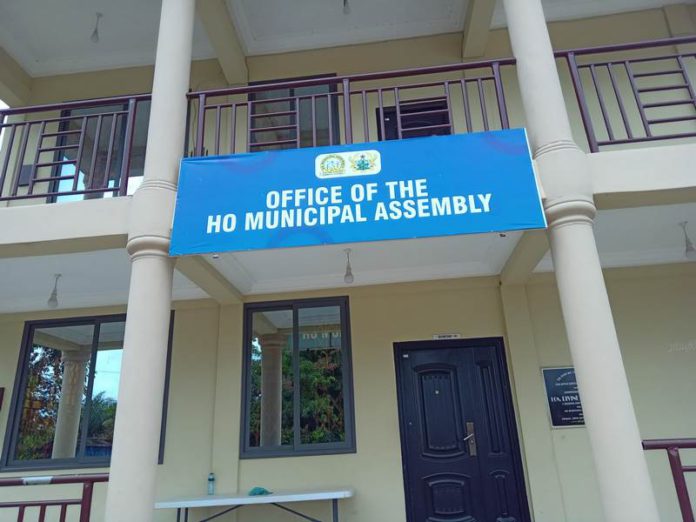 OFFICE OF THE
HO MUNICIPAL ASSEMBLY